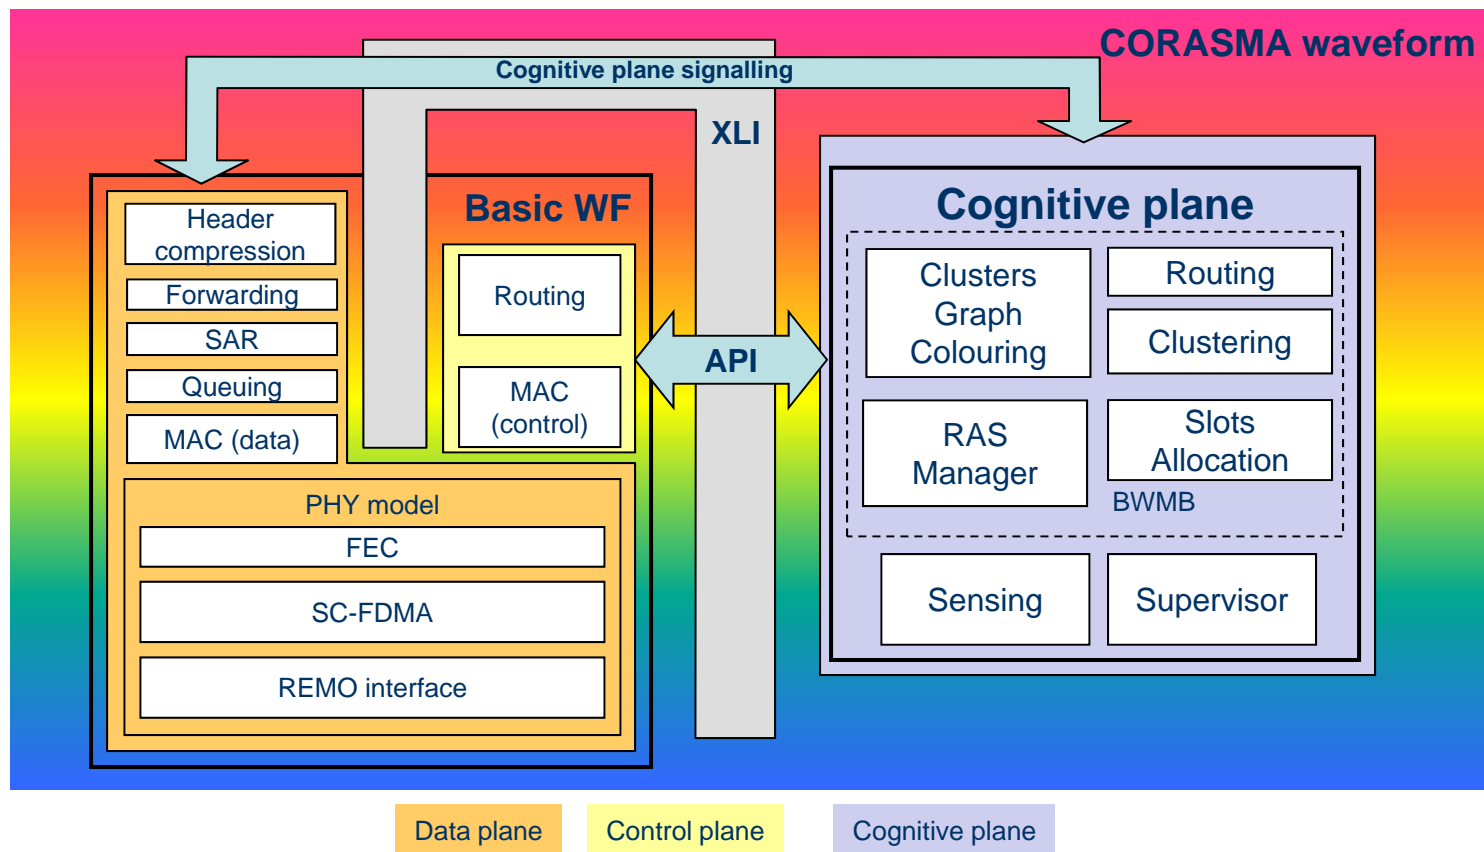 CORASMA waveform
Cognitive plane signalling
XLI
Basic WF
Header
compression
Forwarding
SAR
Queuing
MAC (data)
Routing
MAC
(control)
PHY model
FEC
SC-FDMA
REMO interface
API
Cognitive plane
Clusters
Graph
Colouring
Routing
Clustering
RAS
Manager
Slots
Allocation
BWMB
Sensing
Supervisor
Data plane
Control plane
Cognitive plane